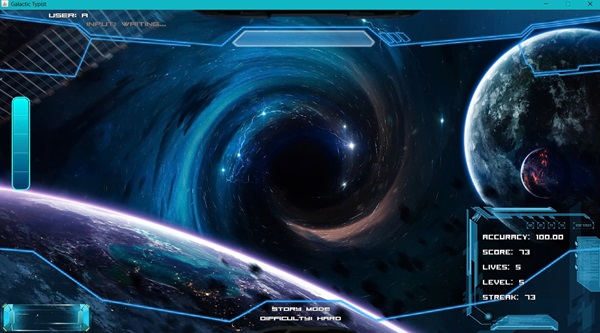 Galactic Typist
USER: A
INPUT: WAITING...
ACCURACY: 100.00
SCORE: 73
LIVES: 5
LEVEL: 5
STREAK: 73
STORY MODE
DIFFICULTY: HARD